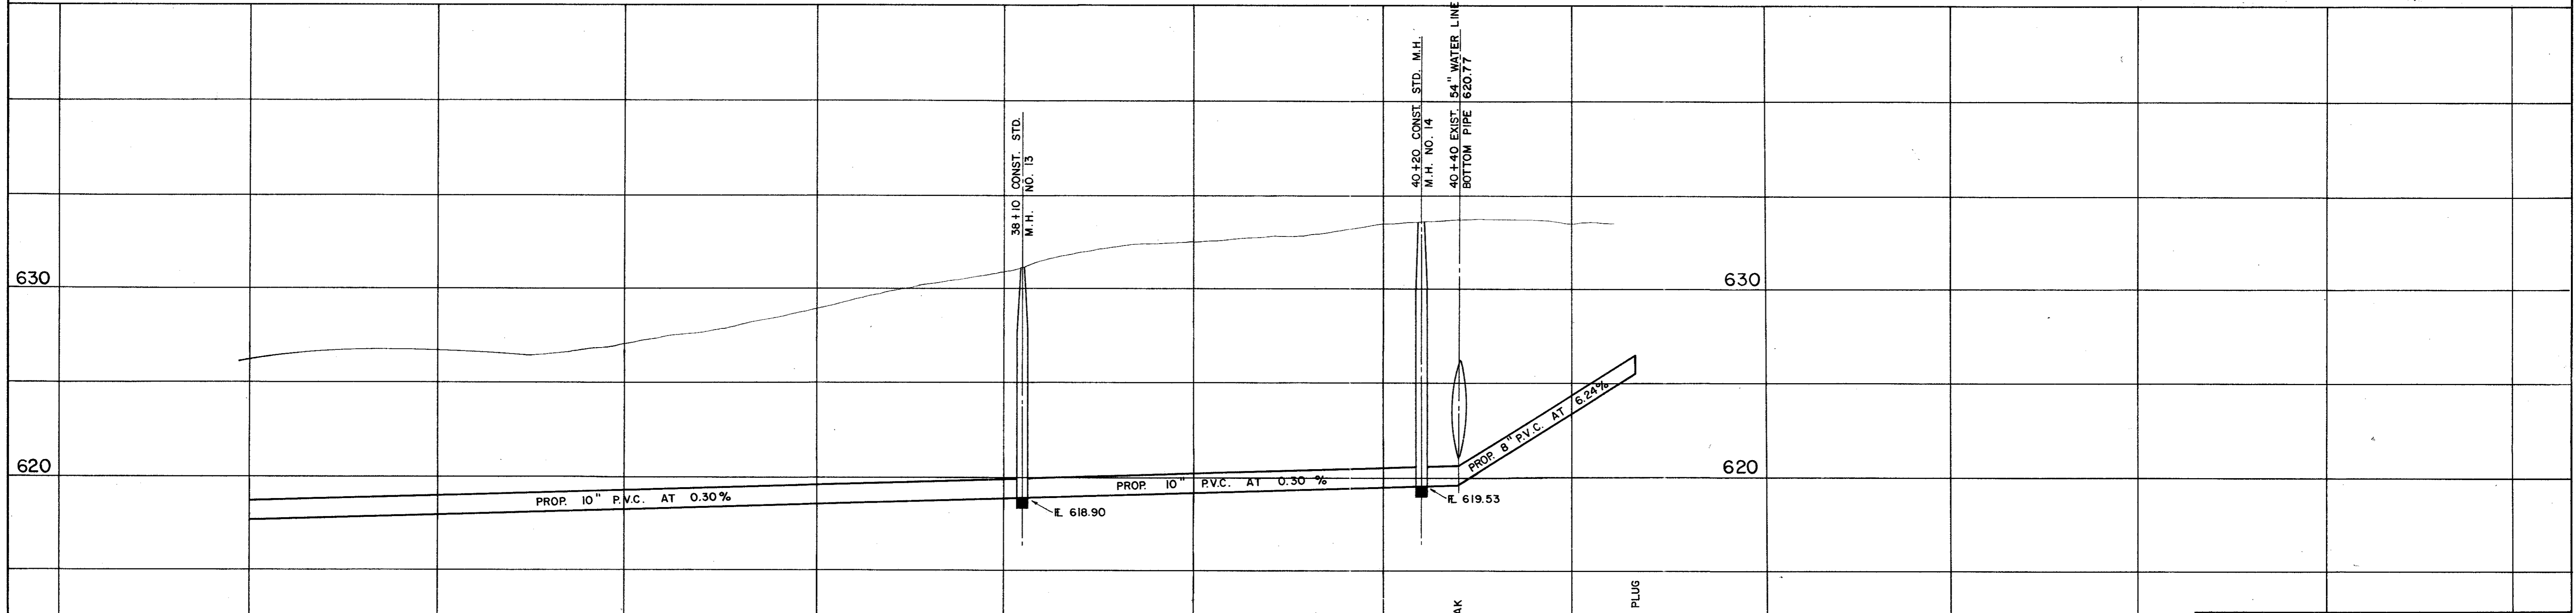 38+10 CONST. STD.
M.H. NO. 13
40+20 CONST. STD. M.H.
M.H. NO. 14
40+40 EXIST. 54" WATER LINE
BOTTOM PIPE 620.77
630
630
620
620
PROP. 10" P.V.C. AT 0.30%
PROP. 10" P.V.C. AT 0.30 %
PROP. 8" P.V.C. AT 6.24%
FL 618.90
FL 619.53
PLUG